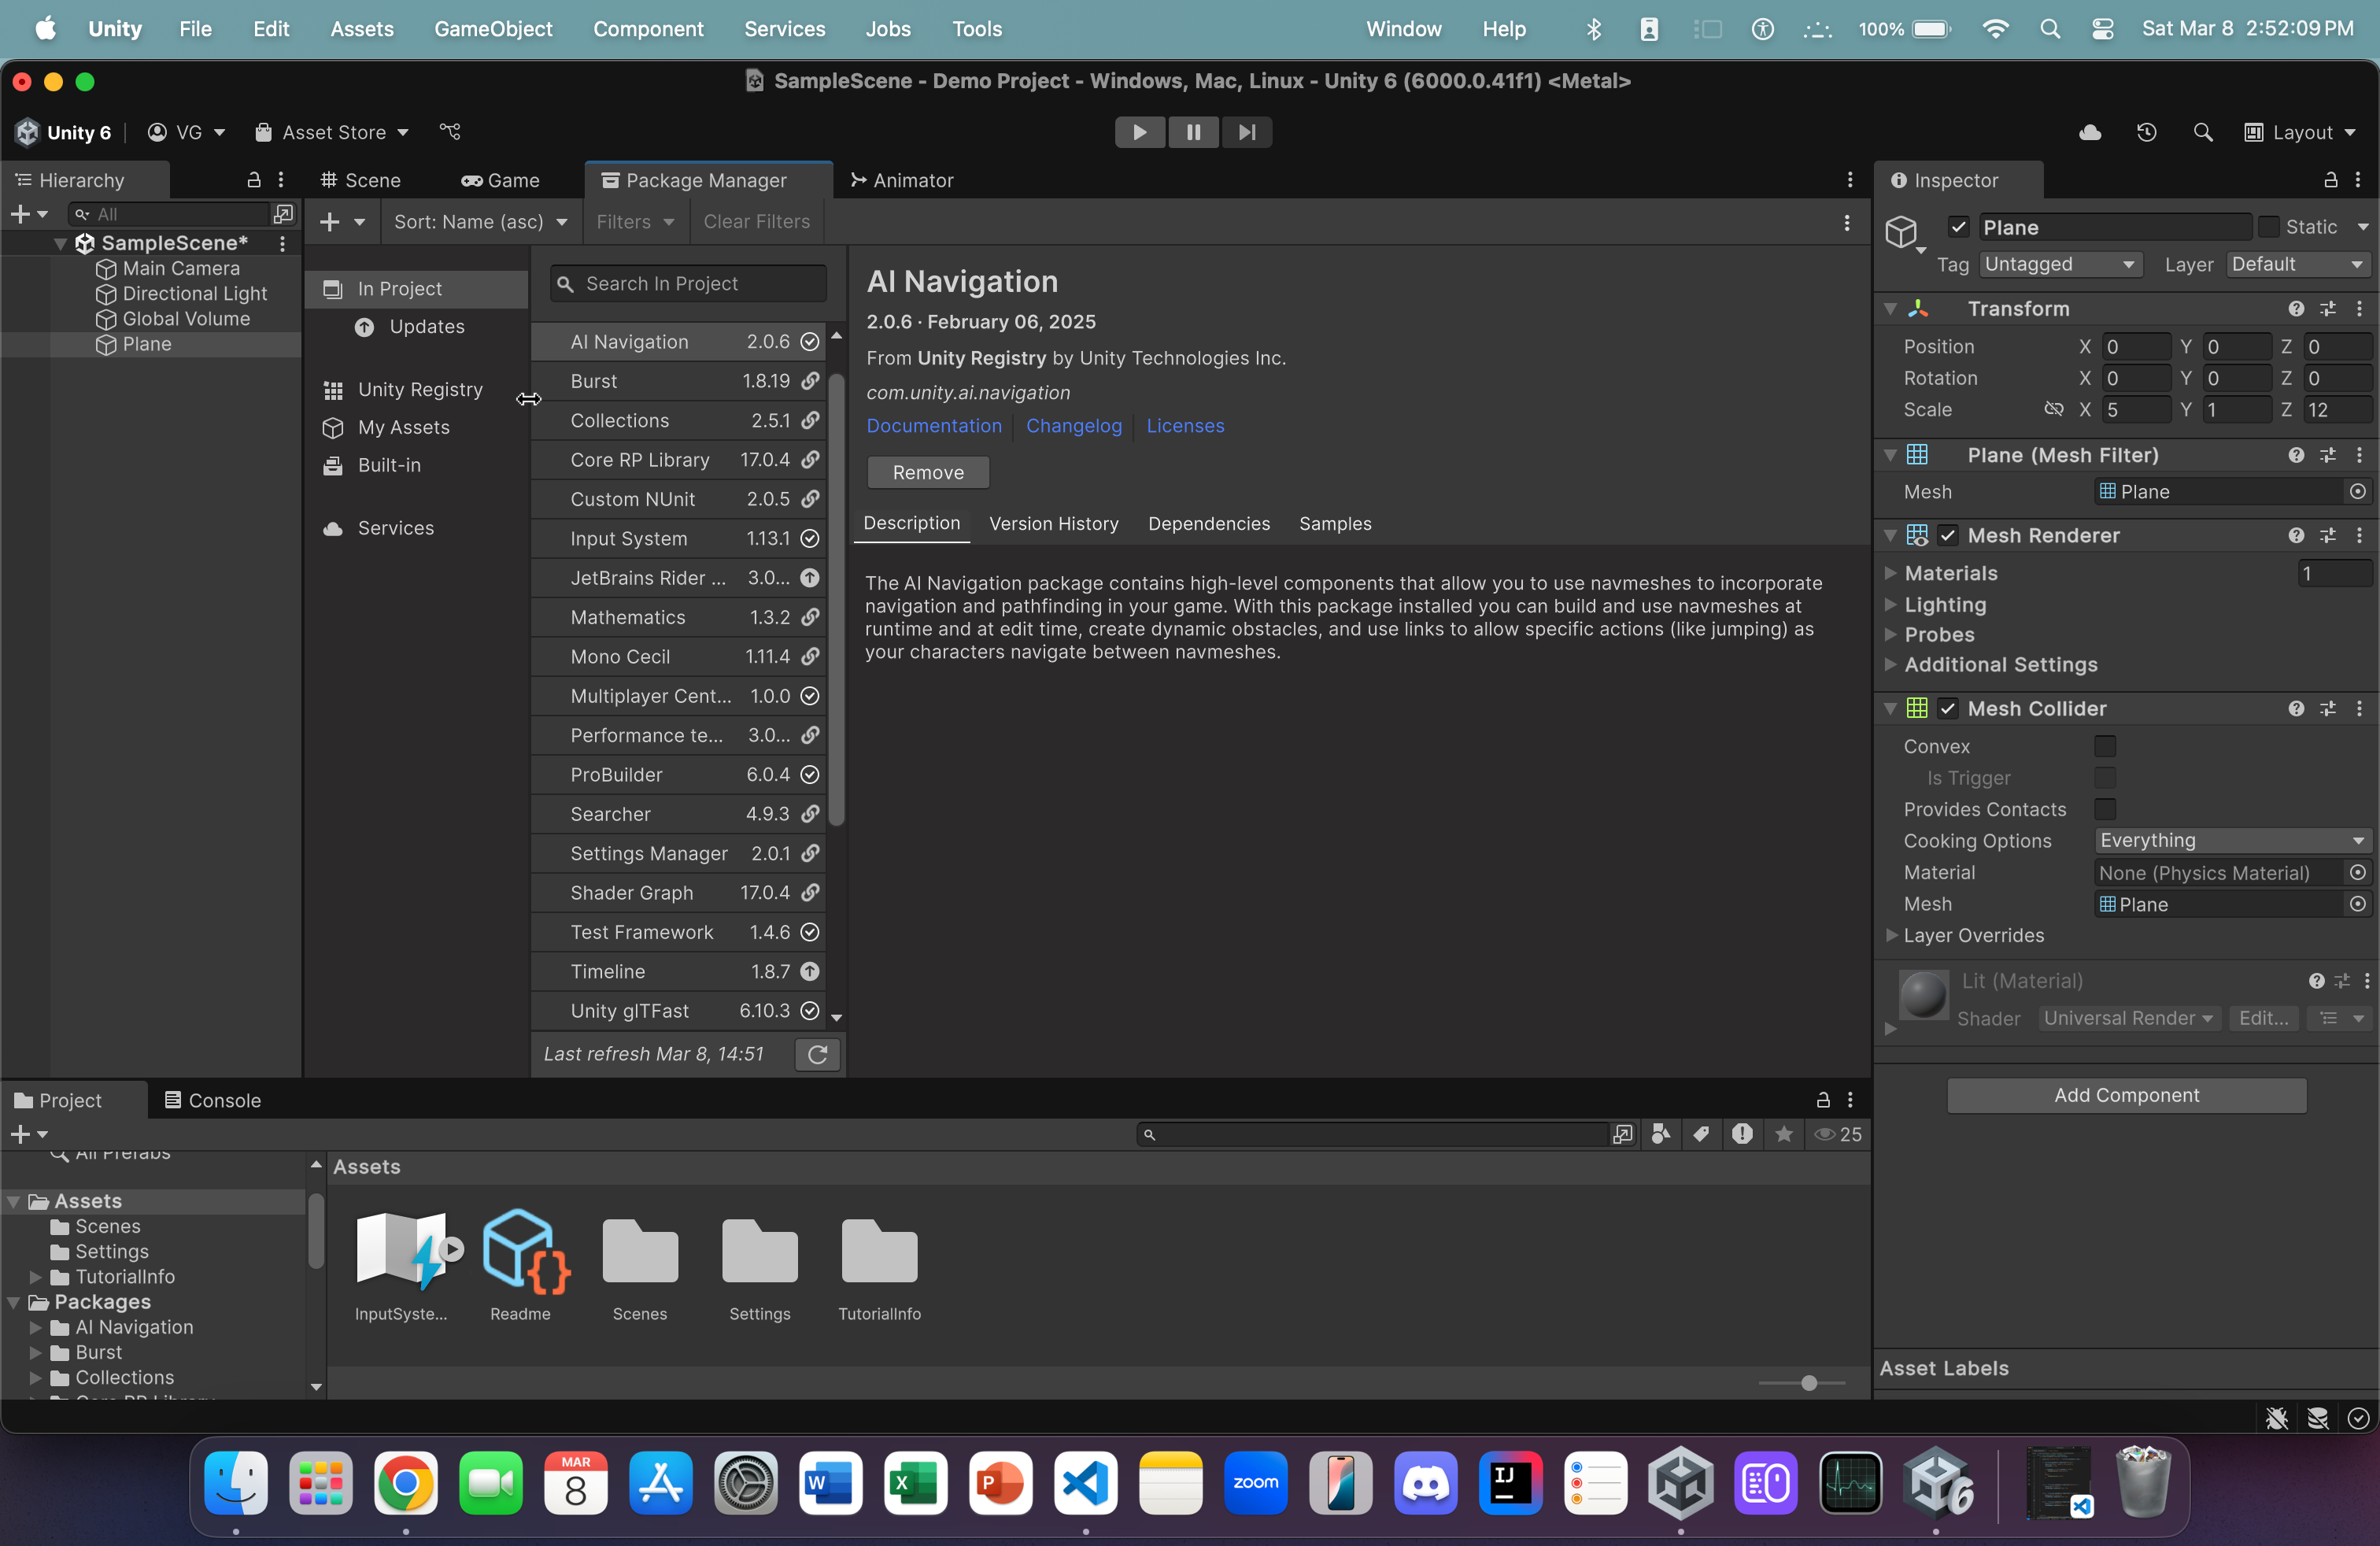 Unity File Edit Assets GameObject Component Services Jobs Tools Window Help 100% Sat Mar 8 2:52:09 PM
SampleScene - Demo Project - Windows, Mac, Linux - Unity 6 (6000.0.41f1) <Metal>
Unity 6 VG Asset Store Layout
Hierarchy
All
SampleScene*
Main Camera
Directional Light
Global Volume
Plane
Scene Game Package Manager Animator
Sort: Name (asc) Filters Clear Filters
In Project
Updates
Unity Registry
My Assets
Built-in
Services
Search In Project
AI Navigation 2.0.6
Burst 1.8.19
Collections 2.5.1
Core RP Library 17.0.4
Custom NUnit 2.0.5
Input System 1.13.1
JetBrains Rider ... 3.0...
Mathematics 1.3.2
Mono Cecil 1.11.4
Multiplayer Cent... 1.0.0
Performance te... 3.0...
ProBuilder 6.0.4
Searcher 4.9.3
Settings Manager 2.0.1
Shader Graph 17.0.4
Test Framework 1.4.6
Timeline 1.8.7
Unity glTFast 6.10.3
Last refresh Mar 8, 14:51
AI Navigation
2.0.6 · February 06, 2025
From Unity Registry by Unity Technologies Inc.
com.unity.ai.navigation
Documentation Changelog Licenses
Remove
Description Version History Dependencies Samples
The AI Navigation package contains high-level components that allow you to use navmeshes to incorporate
navigation and pathfinding in your game. With this package installed you can build and use navmeshes at
runtime and at edit time, create dynamic obstacles, and use links to allow specific actions (like jumping) as
your characters navigate between navmeshes.
Inspector
Plane Static
Tag Untagged Layer Default
Transform
Position X 0 Y 0 Z 0
Rotation X 0 Y 0 Z 0
Scale X 5 Y 1 Z 12
Plane (Mesh Filter)
Mesh Plane
Mesh Renderer
Materials 1
Lighting
Probes
Additional Settings
Mesh Collider
Convex
Is Trigger
Provides Contacts
Cooking Options Everything
Material None (Physics Material)
Mesh Plane
Layer Overrides
Lit (Material)
Shader Universal Render Edit...
Add Component
Asset Labels
Project Console
25
All Prefabs
Assets
Scenes
Settings
TutorialInfo
Packages
AI Navigation
Burst
Collections
Core RP Library
Assets
InputSyste... Readme Scenes Settings TutorialInfo
MAR
8
W
X
P
zoom
IJ
6